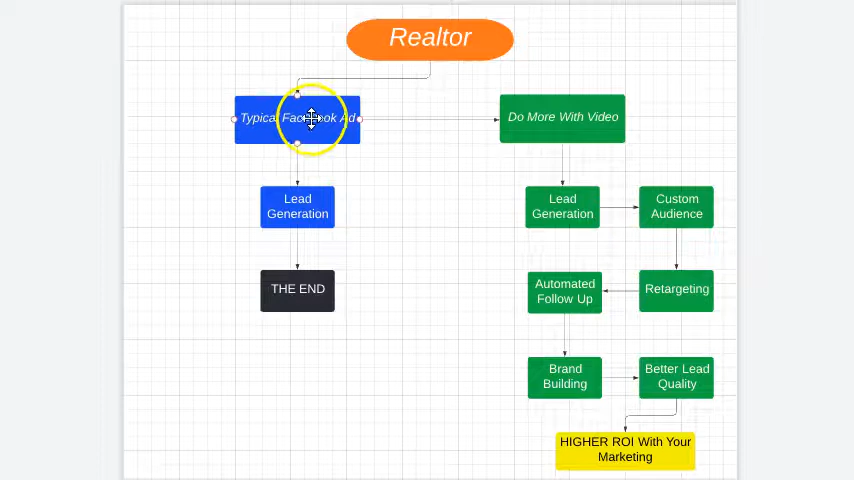 Realtor
Typical Facebook Ad
Do More With Video
Lead
Generation
Lead
Generation
Custom
Audience
THE END
Automated
Follow Up
Retargeting
Brand
Building
Better Lead
Quality
HIGHER ROI With Your
Marketing